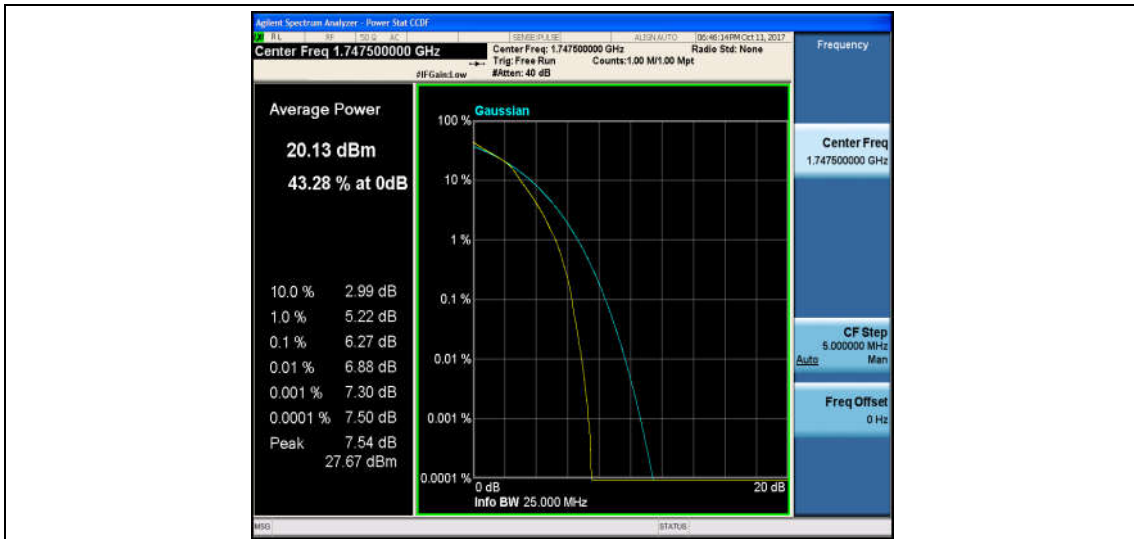 Agilent Spectrum Analyzer - Power Stat CCDF
RL RF 50 Ω AC SENSE:PULSE ALIGNAUTO 06:46:14PM Oct 11, 2017
Center Freq 1.747500000 GHz
Center Freq: 1.747500000 GHz Radio Std: None
Trig: Free Run Counts:1.00 M/1.00 Mpt
#IFGain:Low #Atten: 40 dB
Frequency
Average Power
20.13 dBm
43.28 % at 0dB
10.0 % 2.99 dB
1.0 % 5.22 dB
0.1 % 6.27 dB
0.01 % 6.88 dB
0.001 % 7.30 dB
0.0001 % 7.50 dB
Peak 7.54 dB
27.67 dBm
Gaussian
100 %
10 %
1 %
0.1 %
0.01 %
0.001 %
0.0001 %
0 dB 20 dB
Info BW 25.000 MHz
Center Freq
1.747500000 GHz
CF Step
5.000000 MHz
Auto Man
Freq Offset
0 Hz
MSG STATUS